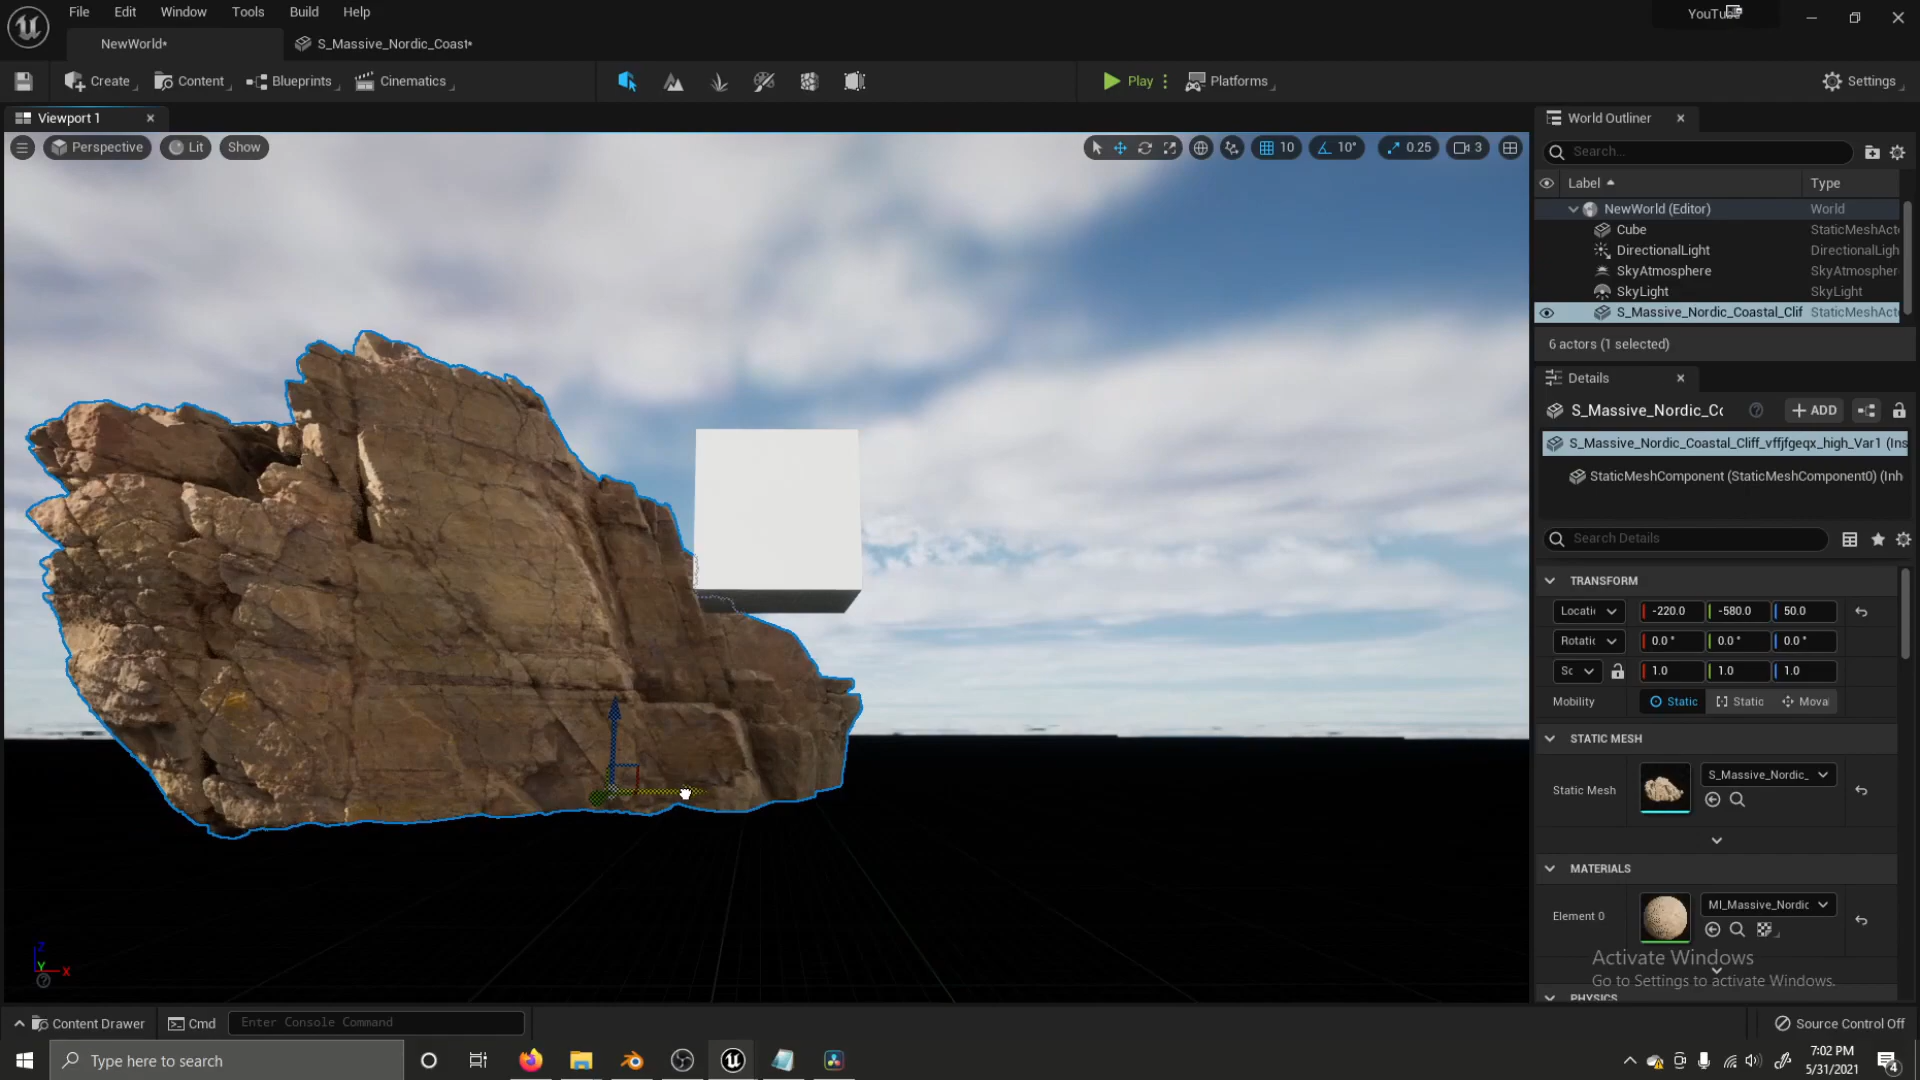 File Edit Window Tools Build Help
YouTube
NewWorld*
S_Massive_Nordic_Coast*
Create Content Blueprints Cinematics
Play Platforms
Settings
Viewport 1
Perspective Lit Show
10 10° 0.25 3
World Outliner
Search...
Label Type
NewWorld (Editor) World
Cube StaticMeshActo
DirectionalLight DirectionalLigh
SkyAtmosphere SkyAtmospher
SkyLight SkyLight
S_Massive_Nordic_Coastal_Clif StaticMeshActo
6 actors (1 selected)
Details
S_Massive_Nordic_Co
ADD
S_Massive_Nordic_Coastal_Cliff_vffjfgeqx_high_Var1 (Ins
StaticMeshComponent (StaticMeshComponent0) (Inh
Search Details
TRANSFORM
Locatic -220.0 -580.0 50.0
Rotatic 0.0 ° 0.0 ° 0.0 °
Sc 1.0 1.0 1.0
Mobility Static Static Mova
STATIC MESH
Static Mesh
S_Massive_Nordic_
MATERIALS
Element 0
MI_Massive_Nordic
Activate Windows
Go to Settings to activate Windows.
PHYSICS
Z
Y X
Content Drawer Cmd Enter Console Command
Source Control Off
Type here to search
7:02 PM
5/31/2021
4